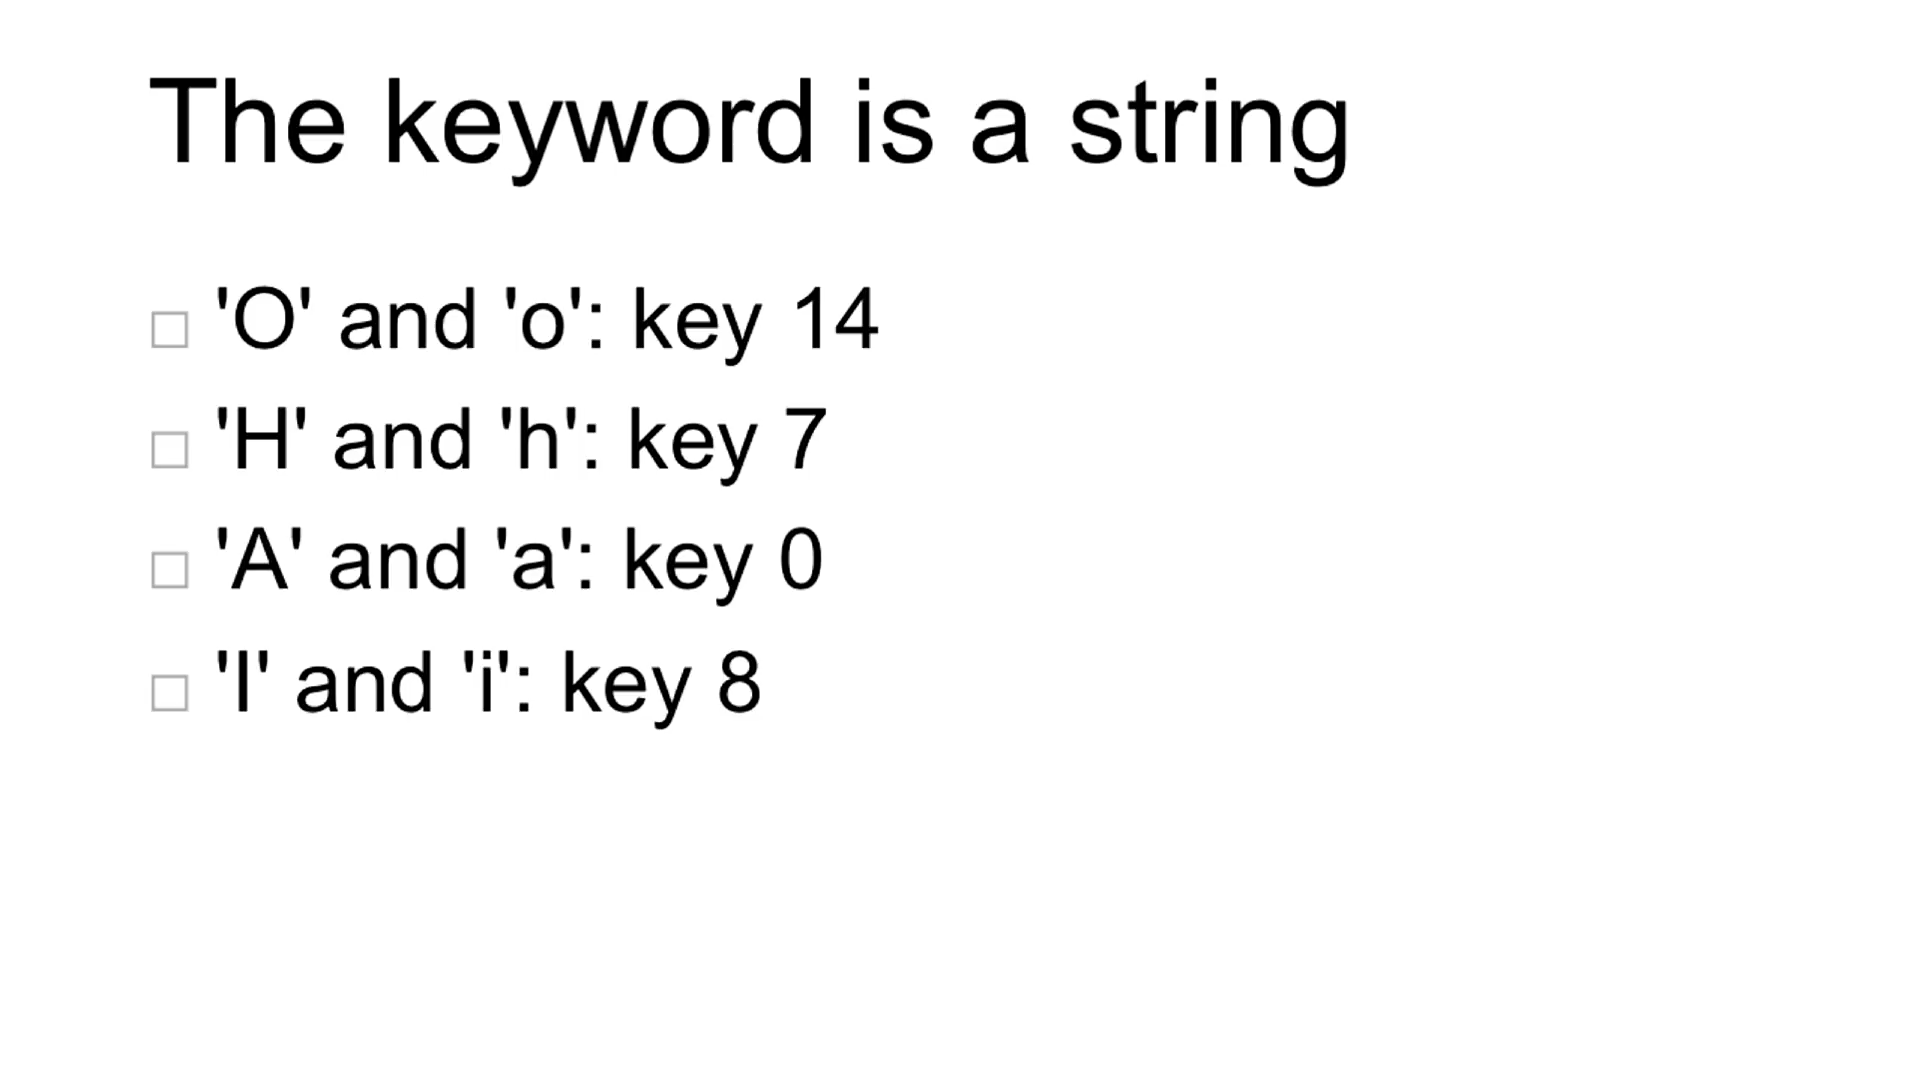 The keyword is a string
'O' and 'o': key 14
'H' and 'h': key 7
'A' and 'a': key 0
'I' and 'i': key 8